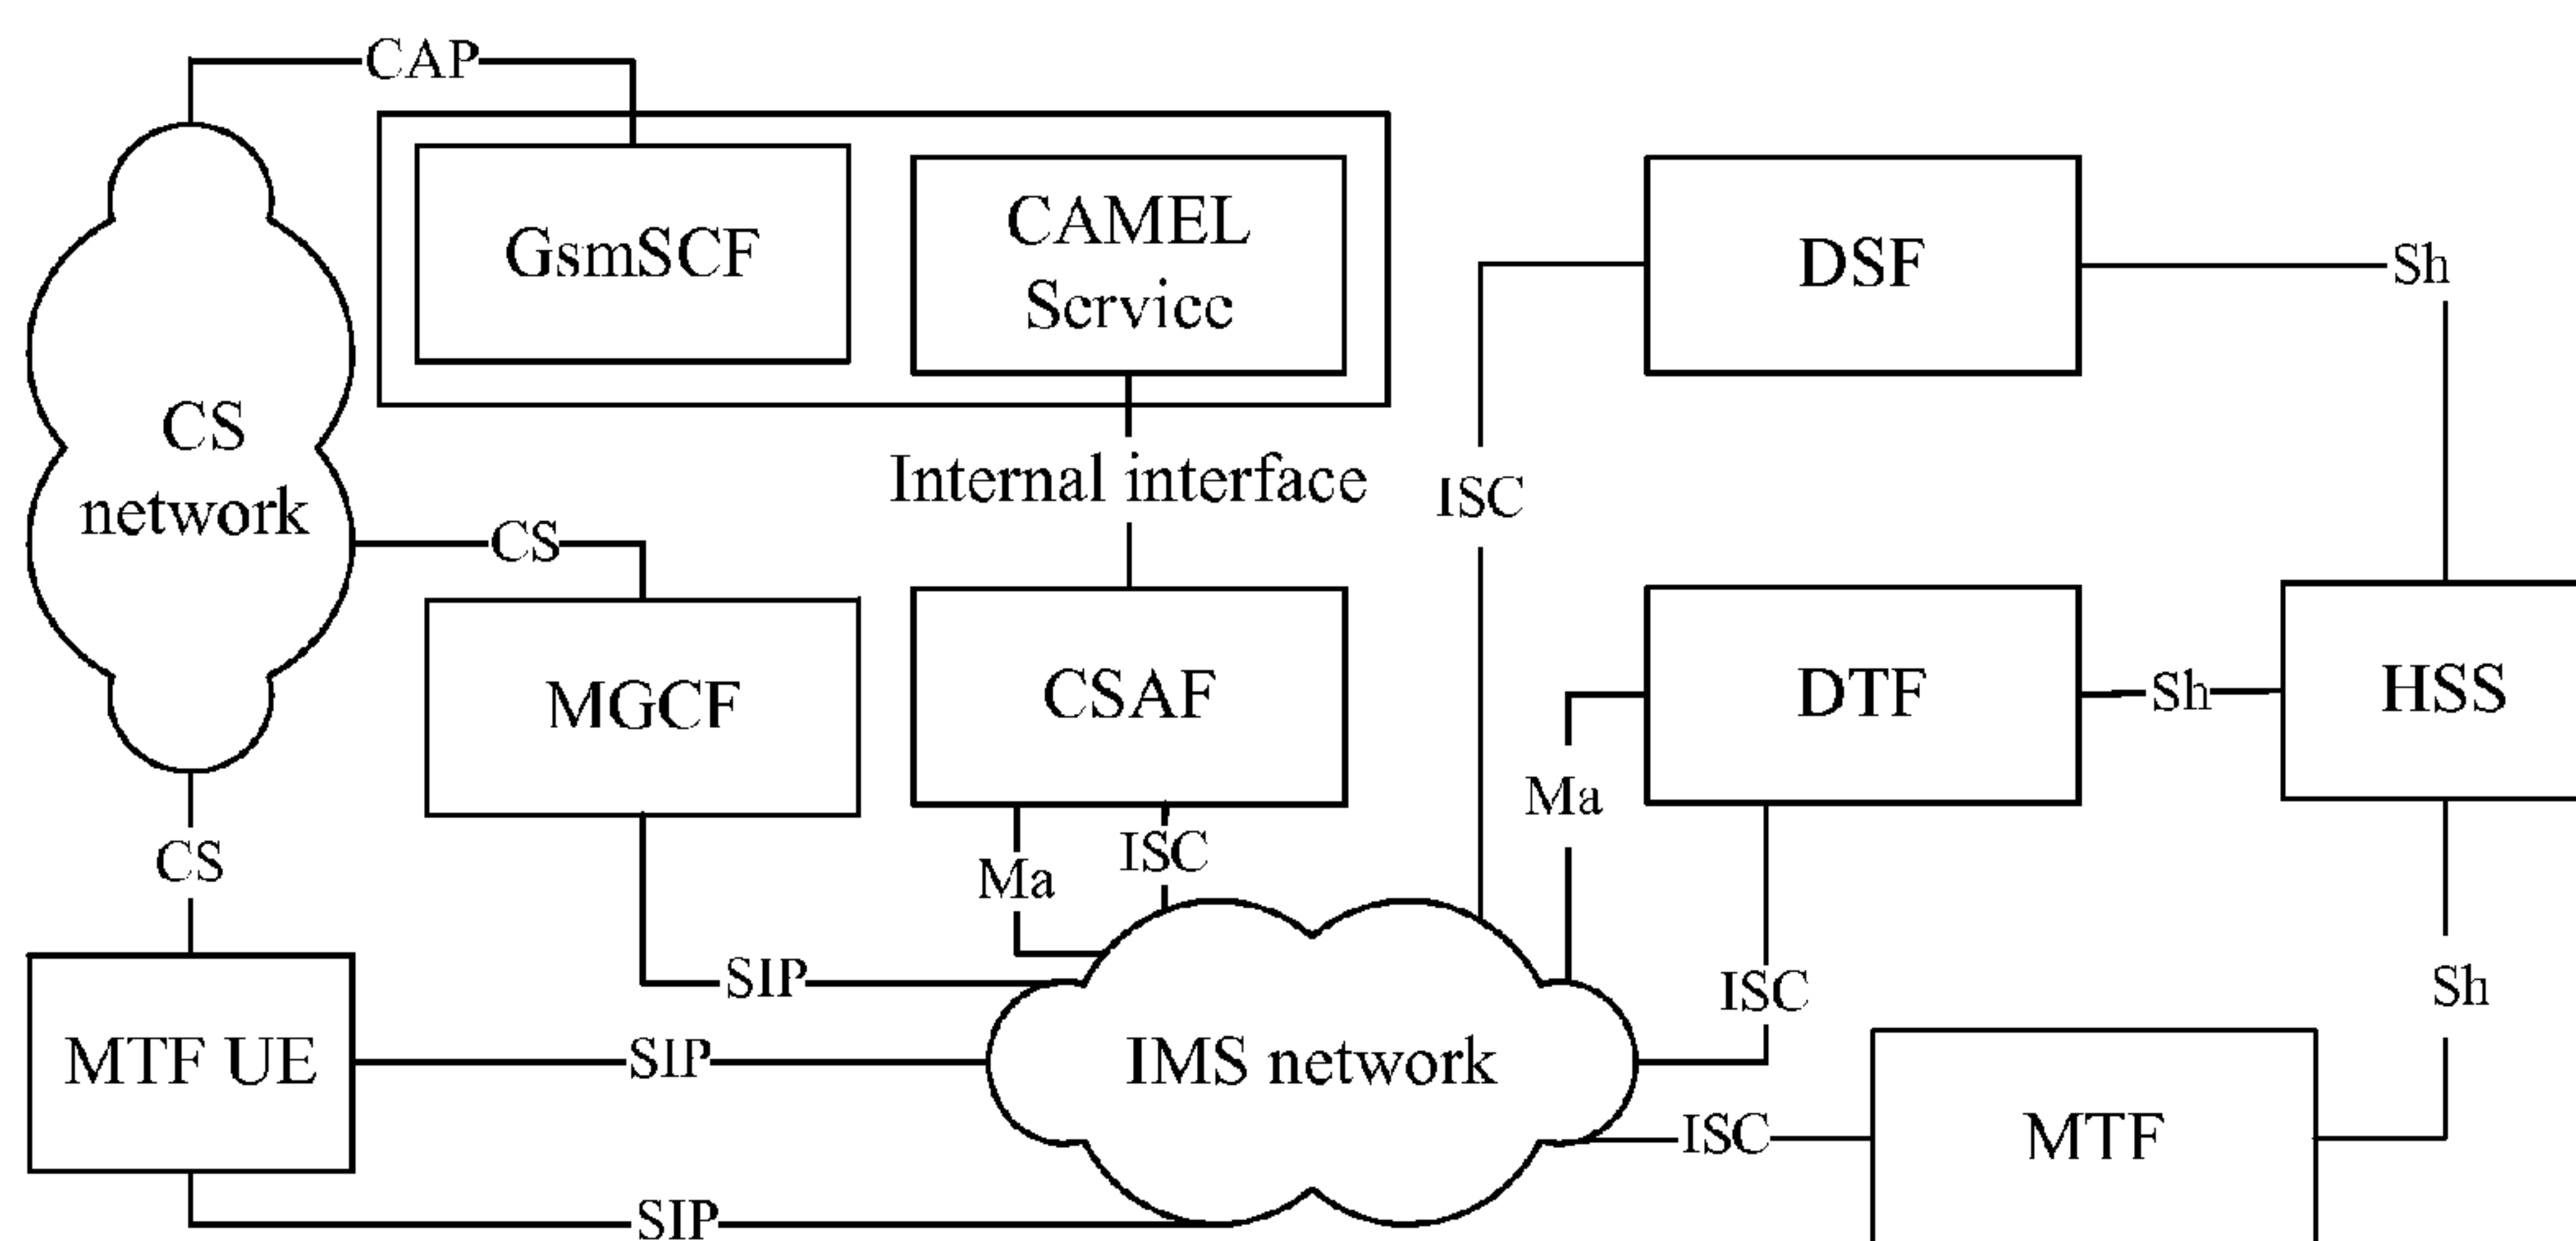 CAP
GsmSCF
CAMEL
Service
DSF
Sh
CS
network
Internal interface
ISC
CS
MGCF
CSAF
DTF
Sh
HSS
Ma
CS
Ma
ISC
SIP
ISC
Sh
MTF UE
SIP
IMS network
ISC
MTF
SIP